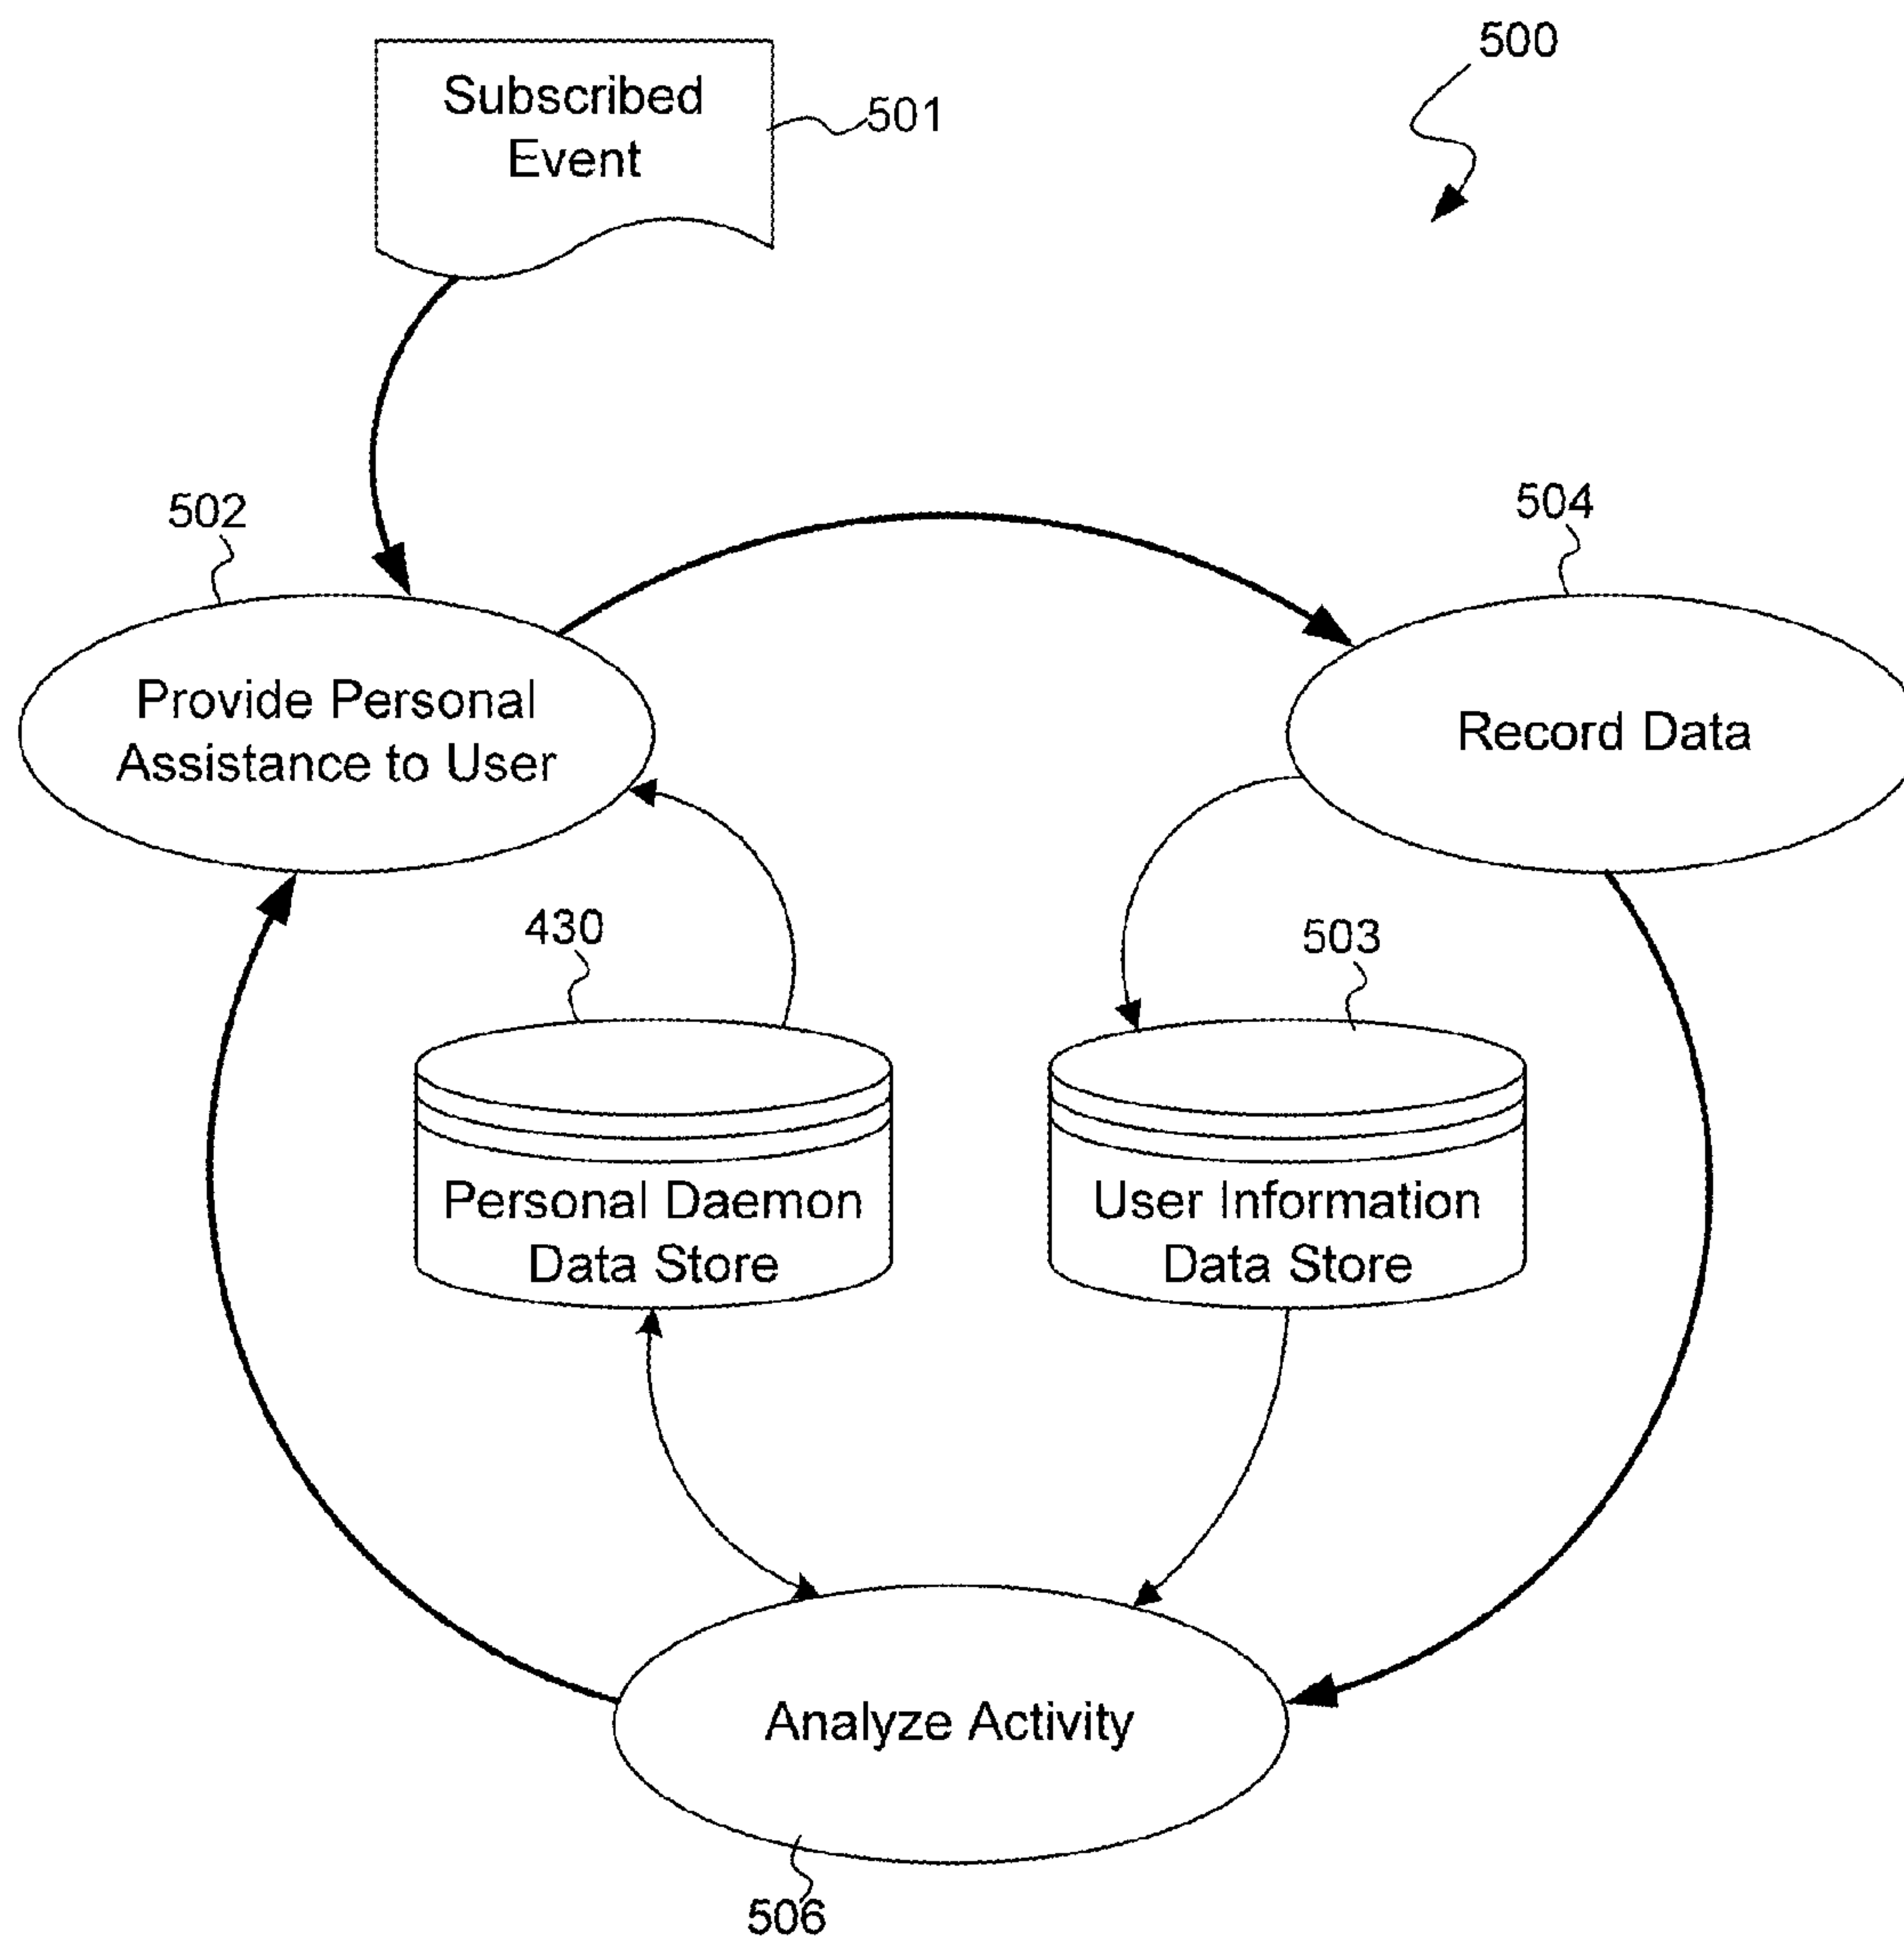 Subscribed
Event
501
500
502
504
Provide Personal
Assistance to User
Record Data
430
503
Personal Daemon
Data Store
User Information
Data Store
Analyze Activity
506